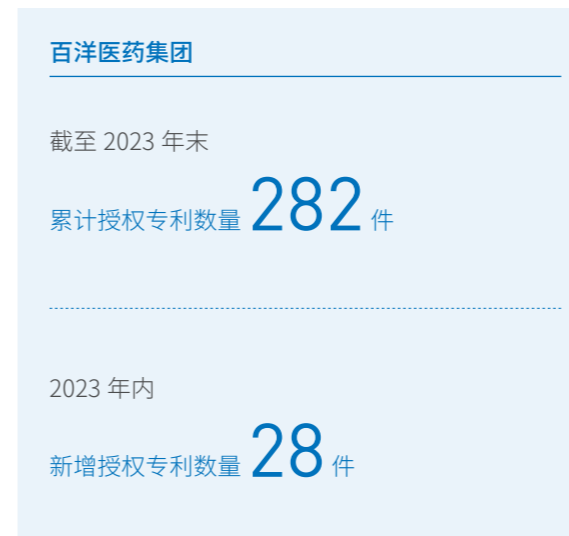 百洋医药集团
截至 2023 年末
累计授权专利数量 282 件
2023 年内
新增授权专利数量 28 件